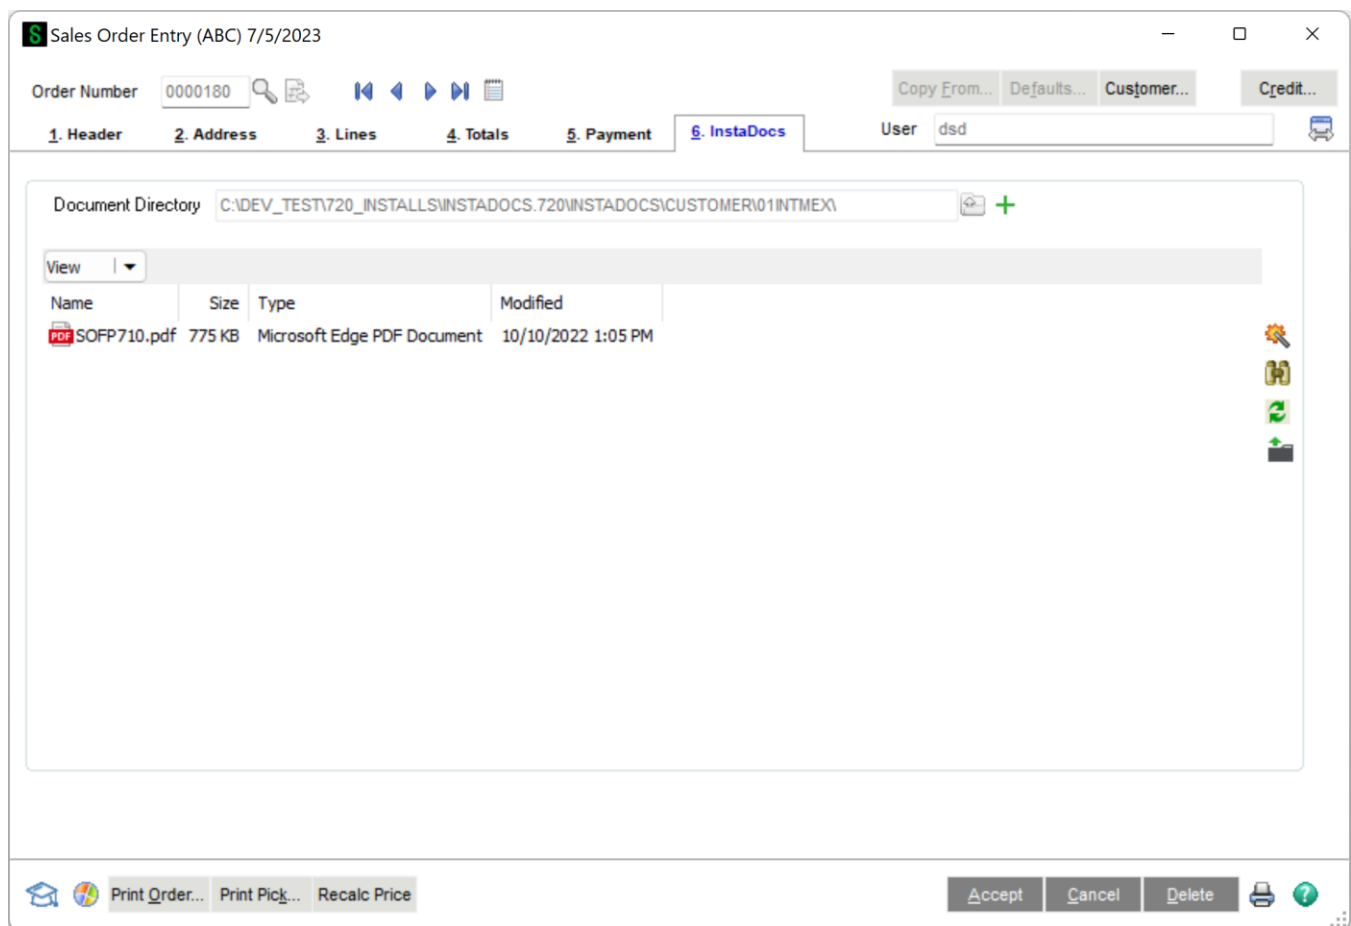 Sales Order Entry (ABC) 7/5/2023
Order Number 0000180 Copy From... Defaults... Customer... Credit...
1. Header 2. Address 3. Lines 4. Totals 5. Payment 6. InstaDocs User dsd
Document Directory C:\DEV_TEST\720_INSTALLS\INSTADOCS.720\INSTADOCS\CUSTOMER\01INTMEX\
View
Name Size Type Modified
PDF SOFP710.pdf 775 KB Microsoft Edge PDF Document 10/10/2022 1:05 PM
Print Order... Print Pick... Recalc Price Accept Cancel Delete